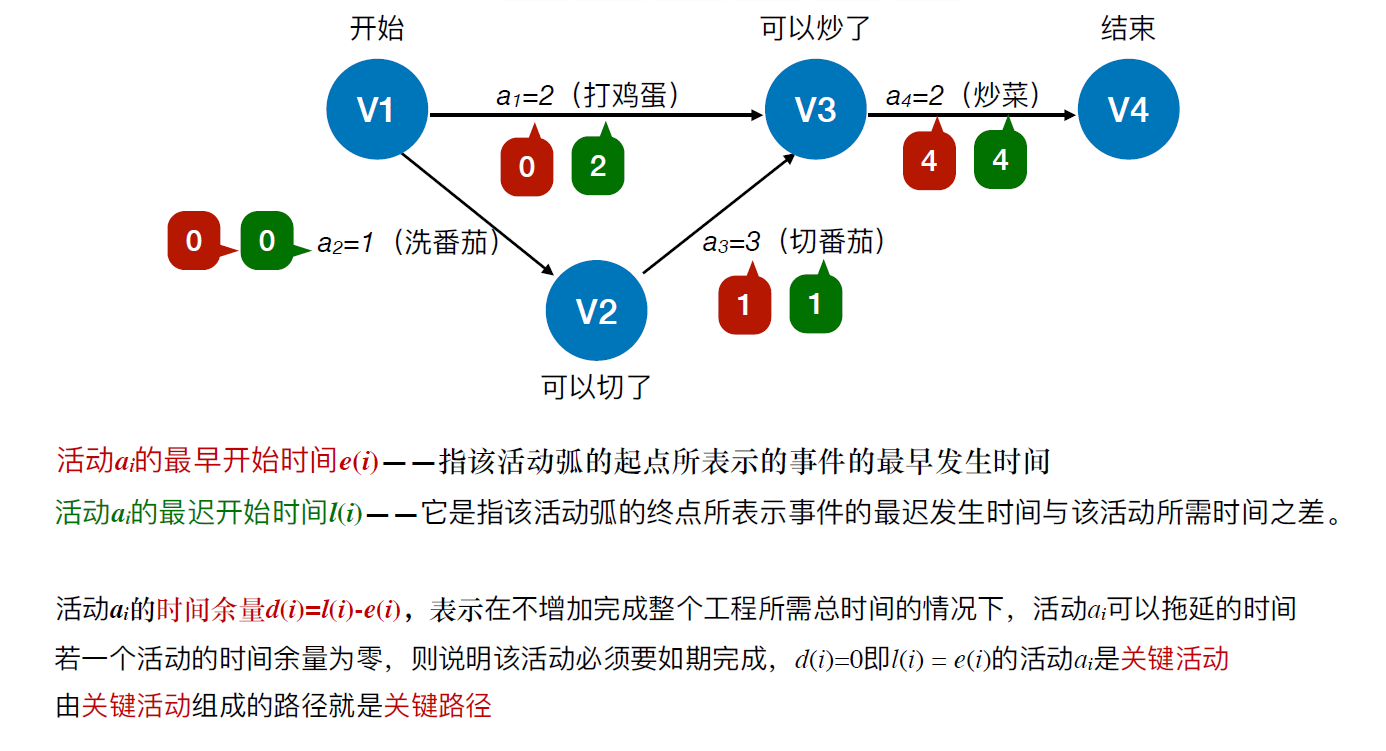 开始 可以炒了 结束
V1 a₁=2（打鸡蛋） V3 a₄=2（炒菜） V4
0 2 4 4
0 0 a₂=1（洗番茄） a₃=3（切番茄）
V2 1 1
可以切了
活动aᵢ的最早开始时间e(i)——指该活动弧的起点所表示的事件的最早发生时间
活动aᵢ的最迟开始时间l(i)——它是指该活动弧的终点所表示事件的最迟发生时间与该活动所需时间之差。
活动aᵢ的时间余量d(i)=l(i)-e(i)，表示在不增加完成整个工程所需总时间的情况下，活动aᵢ可以拖延的时间
若一个活动的时间余量为零，则说明该活动必须要如期完成，d(i)=0即l(i) = e(i)的活动aᵢ是关键活动
由关键活动组成的路径就是关键路径